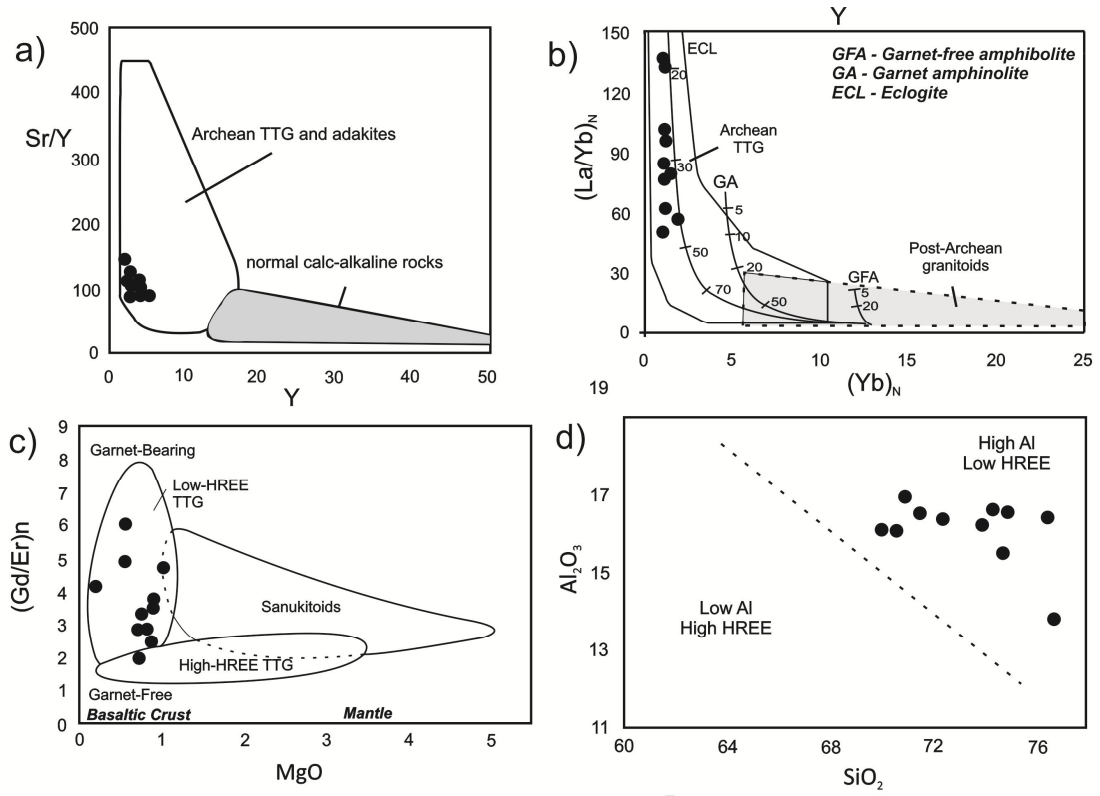 a)
500
400
300
200
100
0
Sr/Y
Archean TTG and adakites
normal calc-alkaline rocks
0 10 20 30 40 50
Y
Y
b)
150
120
90
60
30
0
(La/Yb)N
ECL
20
30
50
70
GFA - Garnet-free amphibolite
GA - Garnet amphinolite
ECL - Eclogite
Archean
TTG
GA
5
10
20
50
GFA
5
20
Post-Archean
granitoids
0 5 10 15 20 25
(Yb)N
19
c)
9
8
7
6
5
4
3
2
1
0
(Gd/Er)n
Garnet-Bearing
Low-HREE
TTG
Sanukitoids
High-HREE TTG
Garnet-Free
Basaltic Crust
Mantle
0 1 2 3 4 5
MgO
d)
17
15
13
11
Al2O3
High Al
Low HREE
Low Al
High HREE
60 64 68 72 76
SiO2